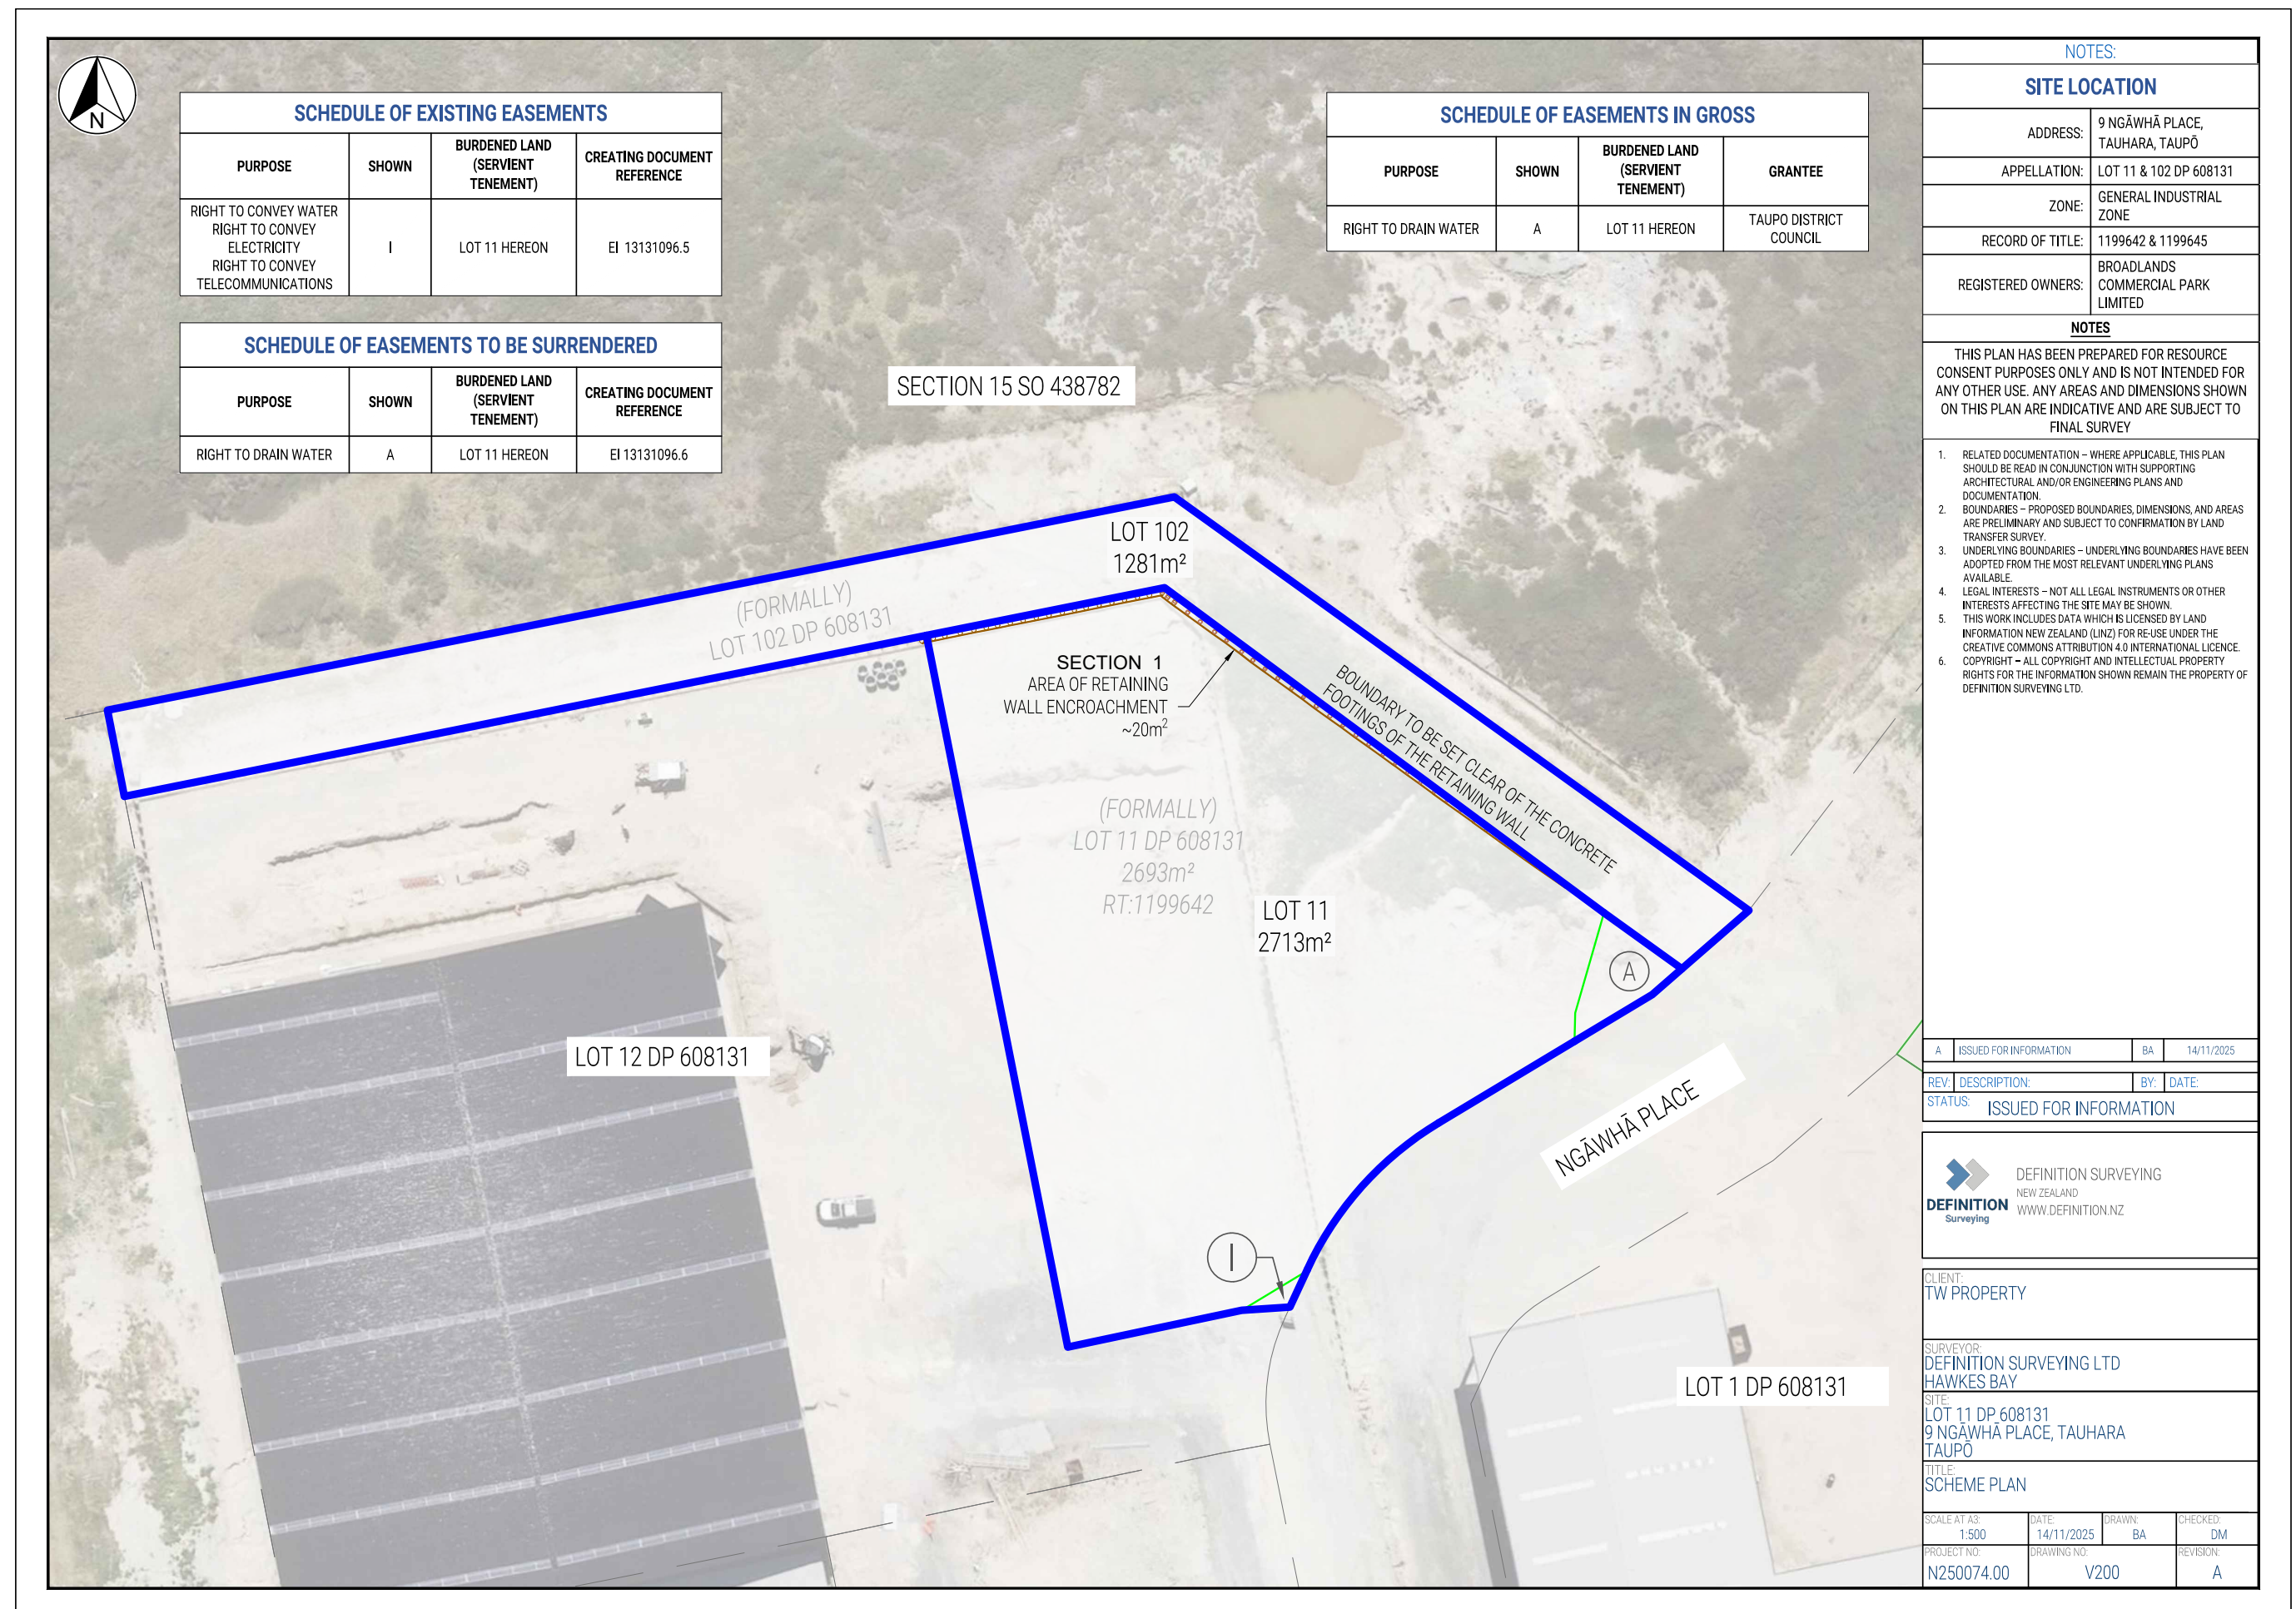 N
SCHEDULE OF EXISTING EASEMENTS
PURPOSE
SHOWN
BURDENED LAND
(SERVIENT
TENEMENT)
CREATING DOCUMENT
REFERENCE
RIGHT TO CONVEY WATER
RIGHT TO CONVEY
ELECTRICITY
RIGHT TO CONVEY
TELECOMMUNICATIONS
I
LOT 11 HEREON
EI 13131096.5
SCHEDULE OF EASEMENTS TO BE SURRENDERED
PURPOSE
SHOWN
BURDENED LAND
(SERVIENT
TENEMENT)
CREATING DOCUMENT
REFERENCE
RIGHT TO DRAIN WATER
A
LOT 11 HEREON
EI 13131096.6
SCHEDULE OF EASEMENTS IN GROSS
PURPOSE
SHOWN
BURDENED LAND
(SERVIENT
TENEMENT)
GRANTEE
RIGHT TO DRAIN WATER
A
LOT 11 HEREON
TAUPO DISTRICT
COUNCIL
SECTION 15 SO 438782
LOT 102
1281m²
(FORMALLY)
LOT 102 DP 608131
SECTION 1
AREA OF RETAINING
WALL ENCROACHMENT
~20m²
BOUNDARY TO BE SET CLEAR OF THE CONCRETE
FOOTINGS OF THE RETAINING WALL
(FORMALLY)
LOT 11 DP 608131
2693m²
RT:1199642
LOT 11
2713m²
A
LOT 12 DP 608131
NGĀWHĀ PLACE
I
LOT 1 DP 608131
NOTES:
SITE LOCATION
ADDRESS:
9 NGĀWHĀ PLACE,
TAUHARA, TAUPŌ
APPELLATION:
LOT 11 & 102 DP 608131
ZONE:
GENERAL INDUSTRIAL
ZONE
RECORD OF TITLE:
1199642 & 1199645
REGISTERED OWNERS:
BROADLANDS
COMMERCIAL PARK
LIMITED
NOTES
THIS PLAN HAS BEEN PREPARED FOR RESOURCE
CONSENT PURPOSES ONLY AND IS NOT INTENDED FOR
ANY OTHER USE. ANY AREAS AND DIMENSIONS SHOWN
ON THIS PLAN ARE INDICATIVE AND ARE SUBJECT TO
FINAL SURVEY
1. RELATED DOCUMENTATION – WHERE APPLICABLE, THIS PLAN
SHOULD BE READ IN CONJUNCTION WITH SUPPORTING
ARCHITECTURAL AND/OR ENGINEERING PLANS AND
DOCUMENTATION.
2. BOUNDARIES – PROPOSED BOUNDARIES, DIMENSIONS, AND AREAS
ARE PRELIMINARY AND SUBJECT TO CONFIRMATION BY LAND
TRANSFER SURVEY.
3. UNDERLYING BOUNDARIES – UNDERLYING BOUNDARIES HAVE BEEN
ADOPTED FROM THE MOST RELEVANT UNDERLYING PLANS
AVAILABLE.
4. LEGAL INTERESTS – NOT ALL LEGAL INSTRUMENTS OR OTHER
INTERESTS AFFECTING THE SITE MAY BE SHOWN.
5. THIS WORK INCLUDES DATA WHICH IS LICENSED BY LAND
INFORMATION NEW ZEALAND (LINZ) FOR RE-USE UNDER THE
CREATIVE COMMONS ATTRIBUTION 4.0 INTERNATIONAL LICENCE.
6. COPYRIGHT – ALL COPYRIGHT AND INTELLECTUAL PROPERTY
RIGHTS FOR THE INFORMATION SHOWN REMAIN THE PROPERTY OF
DEFINITION SURVEYING LTD.
A ISSUED FOR INFORMATION BA 14/11/2025
REV: DESCRIPTION: BY: DATE:
STATUS: ISSUED FOR INFORMATION
DEFINITION
Surveying
DEFINITION SURVEYING
NEW ZEALAND
WWW.DEFINITION.NZ
CLIENT:
TW PROPERTY
SURVEYOR:
DEFINITION SURVEYING LTD
HAWKES BAY
SITE:
LOT 11 DP 608131
9 NGĀWHĀ PLACE, TAUHARA
TAUPŌ
TITLE:
SCHEME PLAN
SCALE AT A3: DATE: DRAWN: CHECKED:
1:500 14/11/2025 BA DM
PROJECT NO: DRAWING NO: REVISION:
N250074.00 V200 A